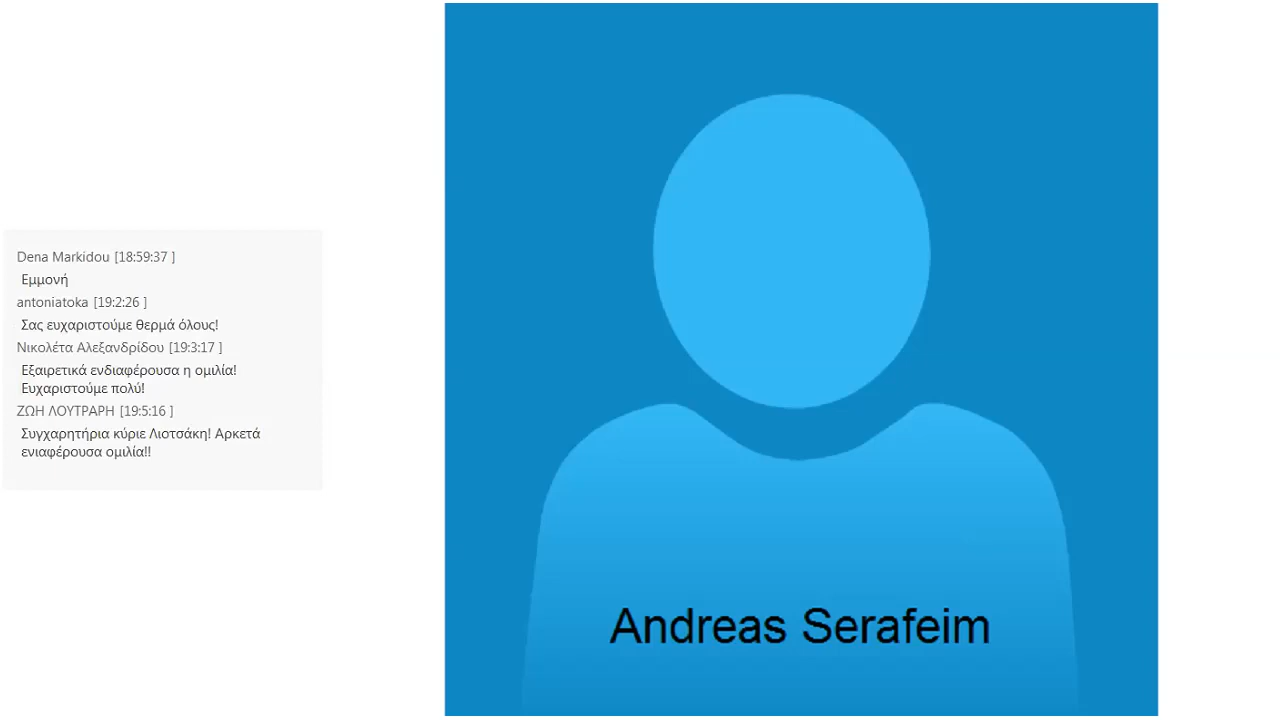 Dena Markidou [18:59:37 ]
Εμμονή
antoniatoka [19:2:26 ]
Σας ευχαριστούμε θερμά όλους!
Νικολέτα Αλεξανδρίδου [19:3:17 ]
Εξαιρετικά ενδιαφέρουσα η ομιλία!
Ευχαριστούμε πολύ!
ΖΩΗ ΛΟΥΤΡΑΡΗ [19:5:16 ]
Συγχαρητήρια κύριε Λιοτσάκη! Αρκετά
ενιαφέρουσα ομιλία!!
Andreas Serafeim